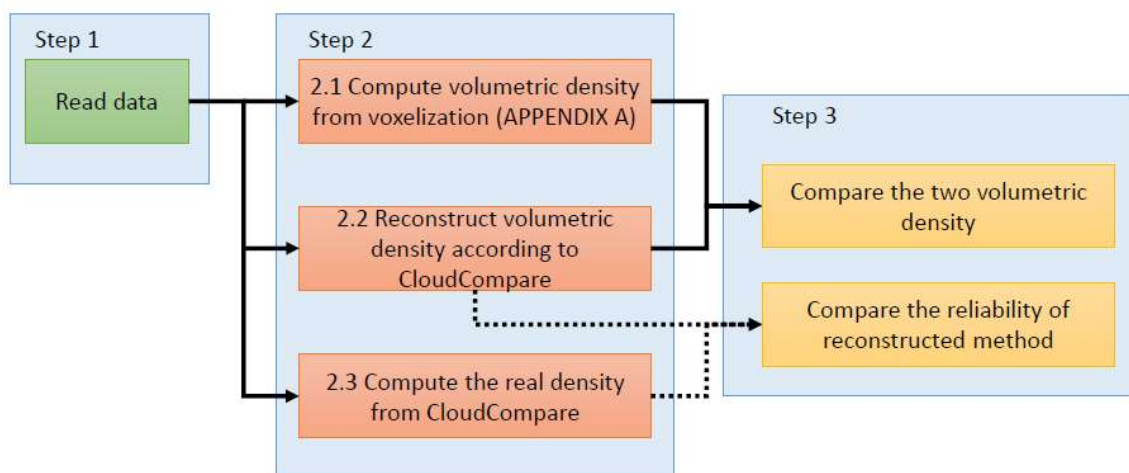 Step 1
Read data
Step 2
2.1 Compute volumetric density
from voxelization (APPENDIX A)
2.2 Reconstruct volumetric
density according to
CloudCompare
2.3 Compute the real density
from CloudCompare
Step 3
Compare the two volumetric
density
Compare the reliability of
reconstructed method